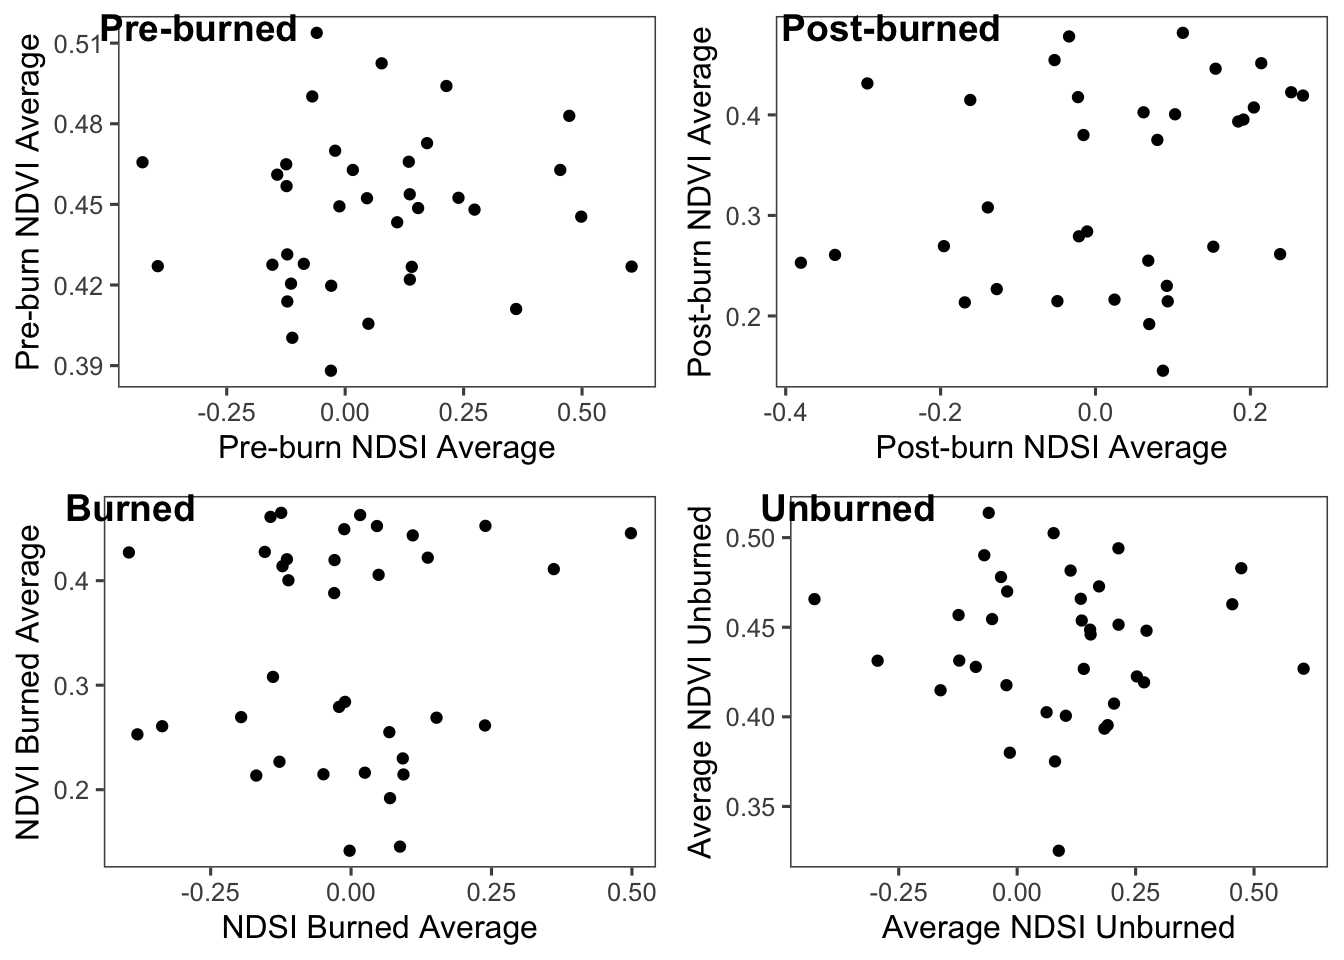 Pre-burned
Pre-burn NDVI Average
0.51
0.48
0.45
0.42
0.39
-0.25 0.00 0.25 0.50
Pre-burn NDSI Average
Post-burned
Post-burn NDVI Average
0.4
0.3
0.2
-0.4 -0.2 0.0 0.2
Post-burn NDSI Average
Burned
NDVI Burned Average
0.4
0.3
0.2
-0.25 0.00 0.25 0.50
NDSI Burned Average
Unburned
Average NDVI Unburned
0.50
0.45
0.40
0.35
-0.25 0.00 0.25 0.50
Average NDSI Unburned